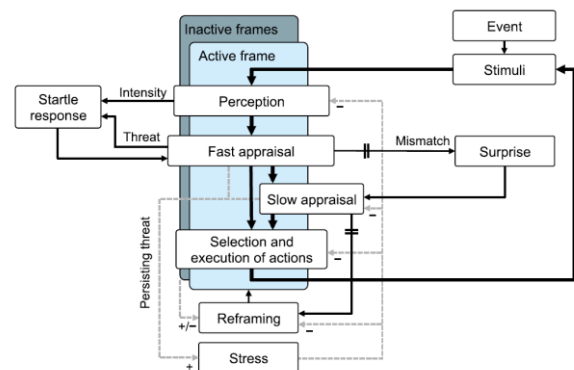 Inactive frames
Event
Active frame
Stimuli
Startle
response
Intensity
Perception
–
Threat
Fast appraisal
Mismatch
Surprise
Slow appraisal
–
Persisting threat
Selection and
execution of actions
–
Reframing
+/–
–
Stress
+